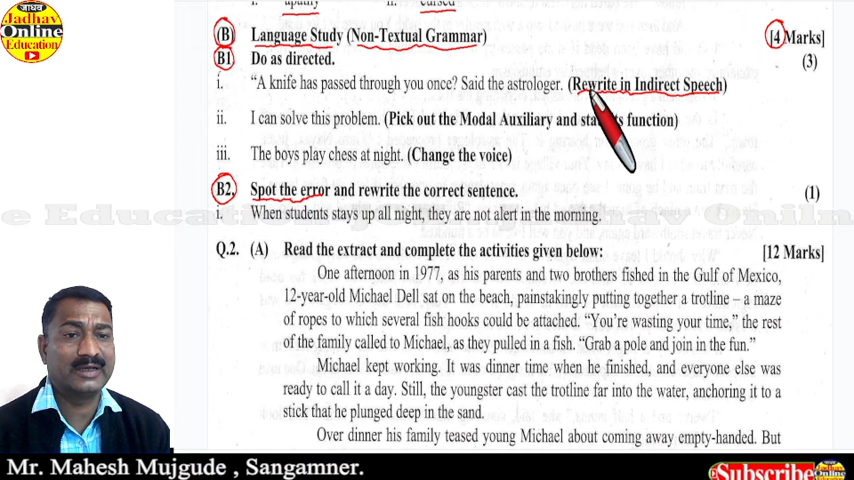 जाधव
Jadhav
Online
Education
ii. cursed
(B) Language Study (Non-Textual Grammar) [4 Marks]
B1) Do as directed. (3)
i. “A knife has passed through you once? Said the astrologer. (Rewrite in Indirect Speech)
ii. I can solve this problem. (Pick out the Modal Auxiliary and function)
iii. The boys play chess at night. (Change the voice)
B2. Spot the error and rewrite the correct sentence. (1)
i. When students stays up all night, they are not alert in the morning.
Q.2. (A) Read the extract and complete the activities given below: [12 Marks]
One afternoon in 1977, as his parents and two brothers fished in the Gulf of Mexico,
12-year-old Michael Dell sat on the beach, painstakingly putting together a trotline – a maze
of ropes to which several fish hooks could be attached. “You’re wasting your time,” the rest
of the family called to Michael, as they pulled in a fish. “Grab a pole and join in the fun.”
Michael kept working. It was dinner time when he finished, and everyone else was
ready to call it a day. Still, the youngster cast the trotline far into the water, anchoring it to a
stick that he plunged deep in the sand.
Over dinner his family teased young Michael about coming away empty-handed. But
Mr. Mahesh Mujgude , Sangamner.
Subscribe